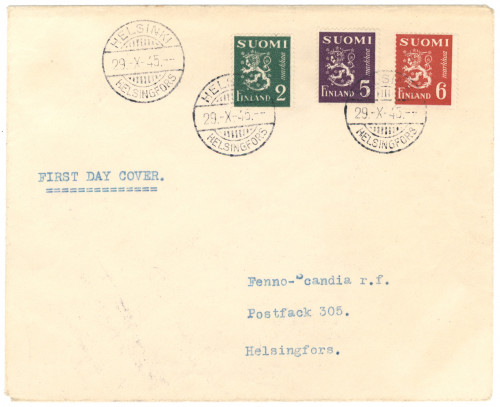 HELSINKI
29.-X-45.--
HELSINGFORS
SUOMI
markkaa
FINLAND 2
SUOMI
markkaa
FINLAND 5
SUOMI
markkaa
FINLAND 6
HELSINKI
29.-X-45.--
HELSINGFORS
29.-X-45.--
HELSINGFORS
FIRST DAY COVER.
Fenno-Scandia r.f.
Postfack 305.
Helsingfors.